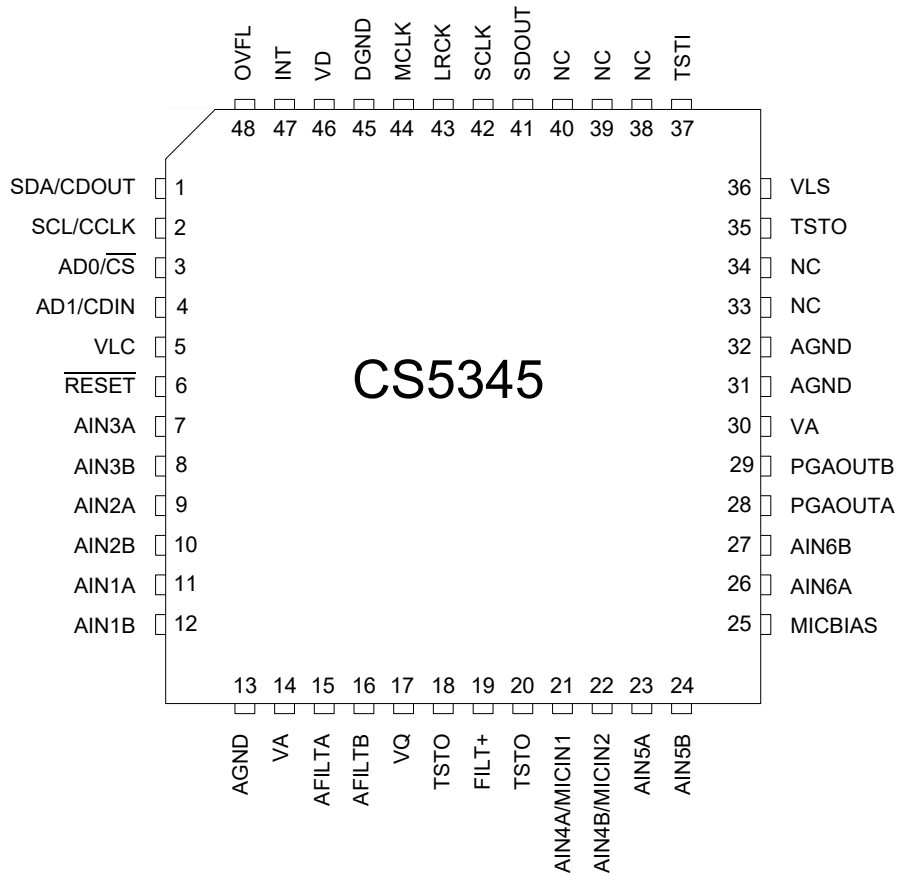 OVFL
INT
VD
DGND
MCLK
LRCK
SCLK
SDOUT
NC
NC
NC
TSTI
48 47 46 45 44 43 42 41 40 39 38 37
SDA/CDOUT 1
SCL/CCLK 2
AD0/C̅S̅ 3
AD1/CDIN 4
VLC 5
R̅E̅S̅E̅T̅ 6
AIN3A 7
AIN3B 8
AIN2A 9
AIN2B 10
AIN1A 11
AIN1B 12
CS5345
36 VLS
35 TSTO
34 NC
33 NC
32 AGND
31 AGND
30 VA
29 PGAOUTB
28 PGAOUTA
27 AIN6B
26 AIN6A
25 MICBIAS
13 14 15 16 17 18 19 20 21 22 23 24
AGND
VA
AFILTA
AFILTB
VQ
TSTO
FILT+
TSTO
AIN4A/MICIN1
AIN4B/MICIN2
AIN5A
AIN5B